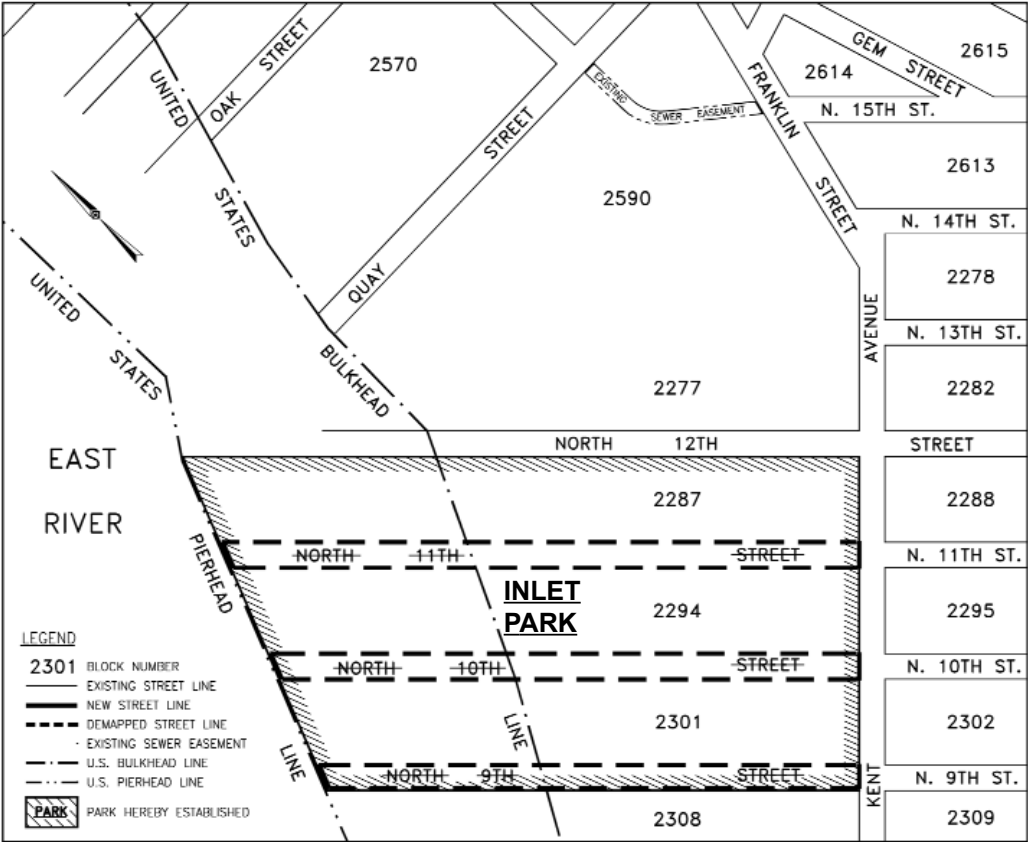 OAK STREET
2570
GEM STREET
2615
2614
N. 15TH ST.
EXISTING
SEWER EASEMENT
FRANKLIN STREET
QUAY STREET
2613
2590
N. 14TH ST.
2278
N. 13TH ST.
AVENUE
2282
2277
UNITED STATES BULKHEAD LINE
UNITED STATES PIERHEAD LINE
NORTH 12TH STREET
EAST
RIVER
2287
2288
NORTH 11TH STREET
N. 11TH ST.
INLET
PARK
2294
2295
NORTH 10TH STREET
N. 10TH ST.
2301
2302
NORTH 9TH STREET
N. 9TH ST.
KENT
2308
2309
LEGEND
2301 BLOCK NUMBER
EXISTING STREET LINE
NEW STREET LINE
DEMAPPED STREET LINE
EXISTING SEWER EASEMENT
U.S. BULKHEAD LINE
U.S. PIERHEAD LINE
PARK PARK HEREBY ESTABLISHED